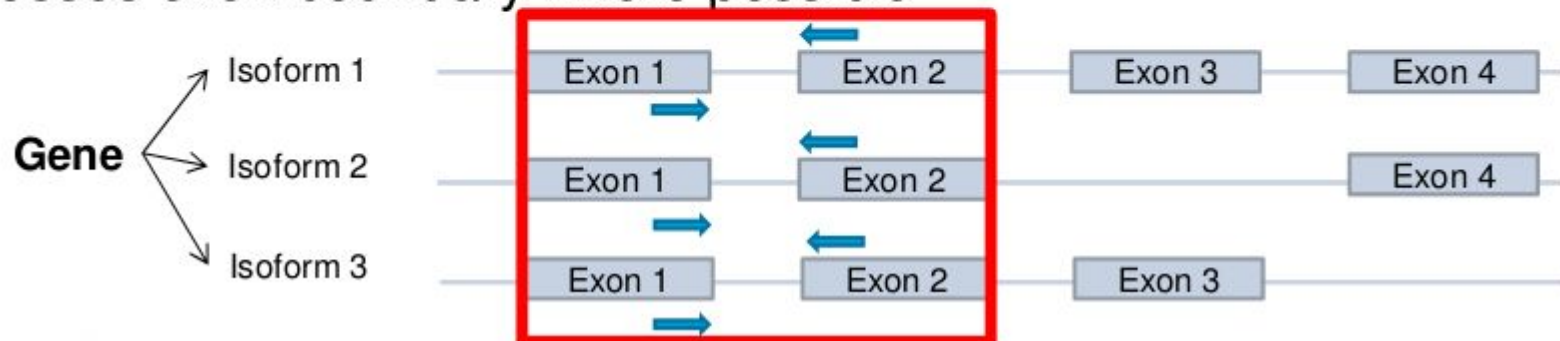 Isoform 1 Exon 1 Exon 2 Exon 3 Exon 4
Gene Isoform 2 Exon 1 Exon 2 Exon 4
Isoform 3 Exon 1 Exon 2 Exon 3